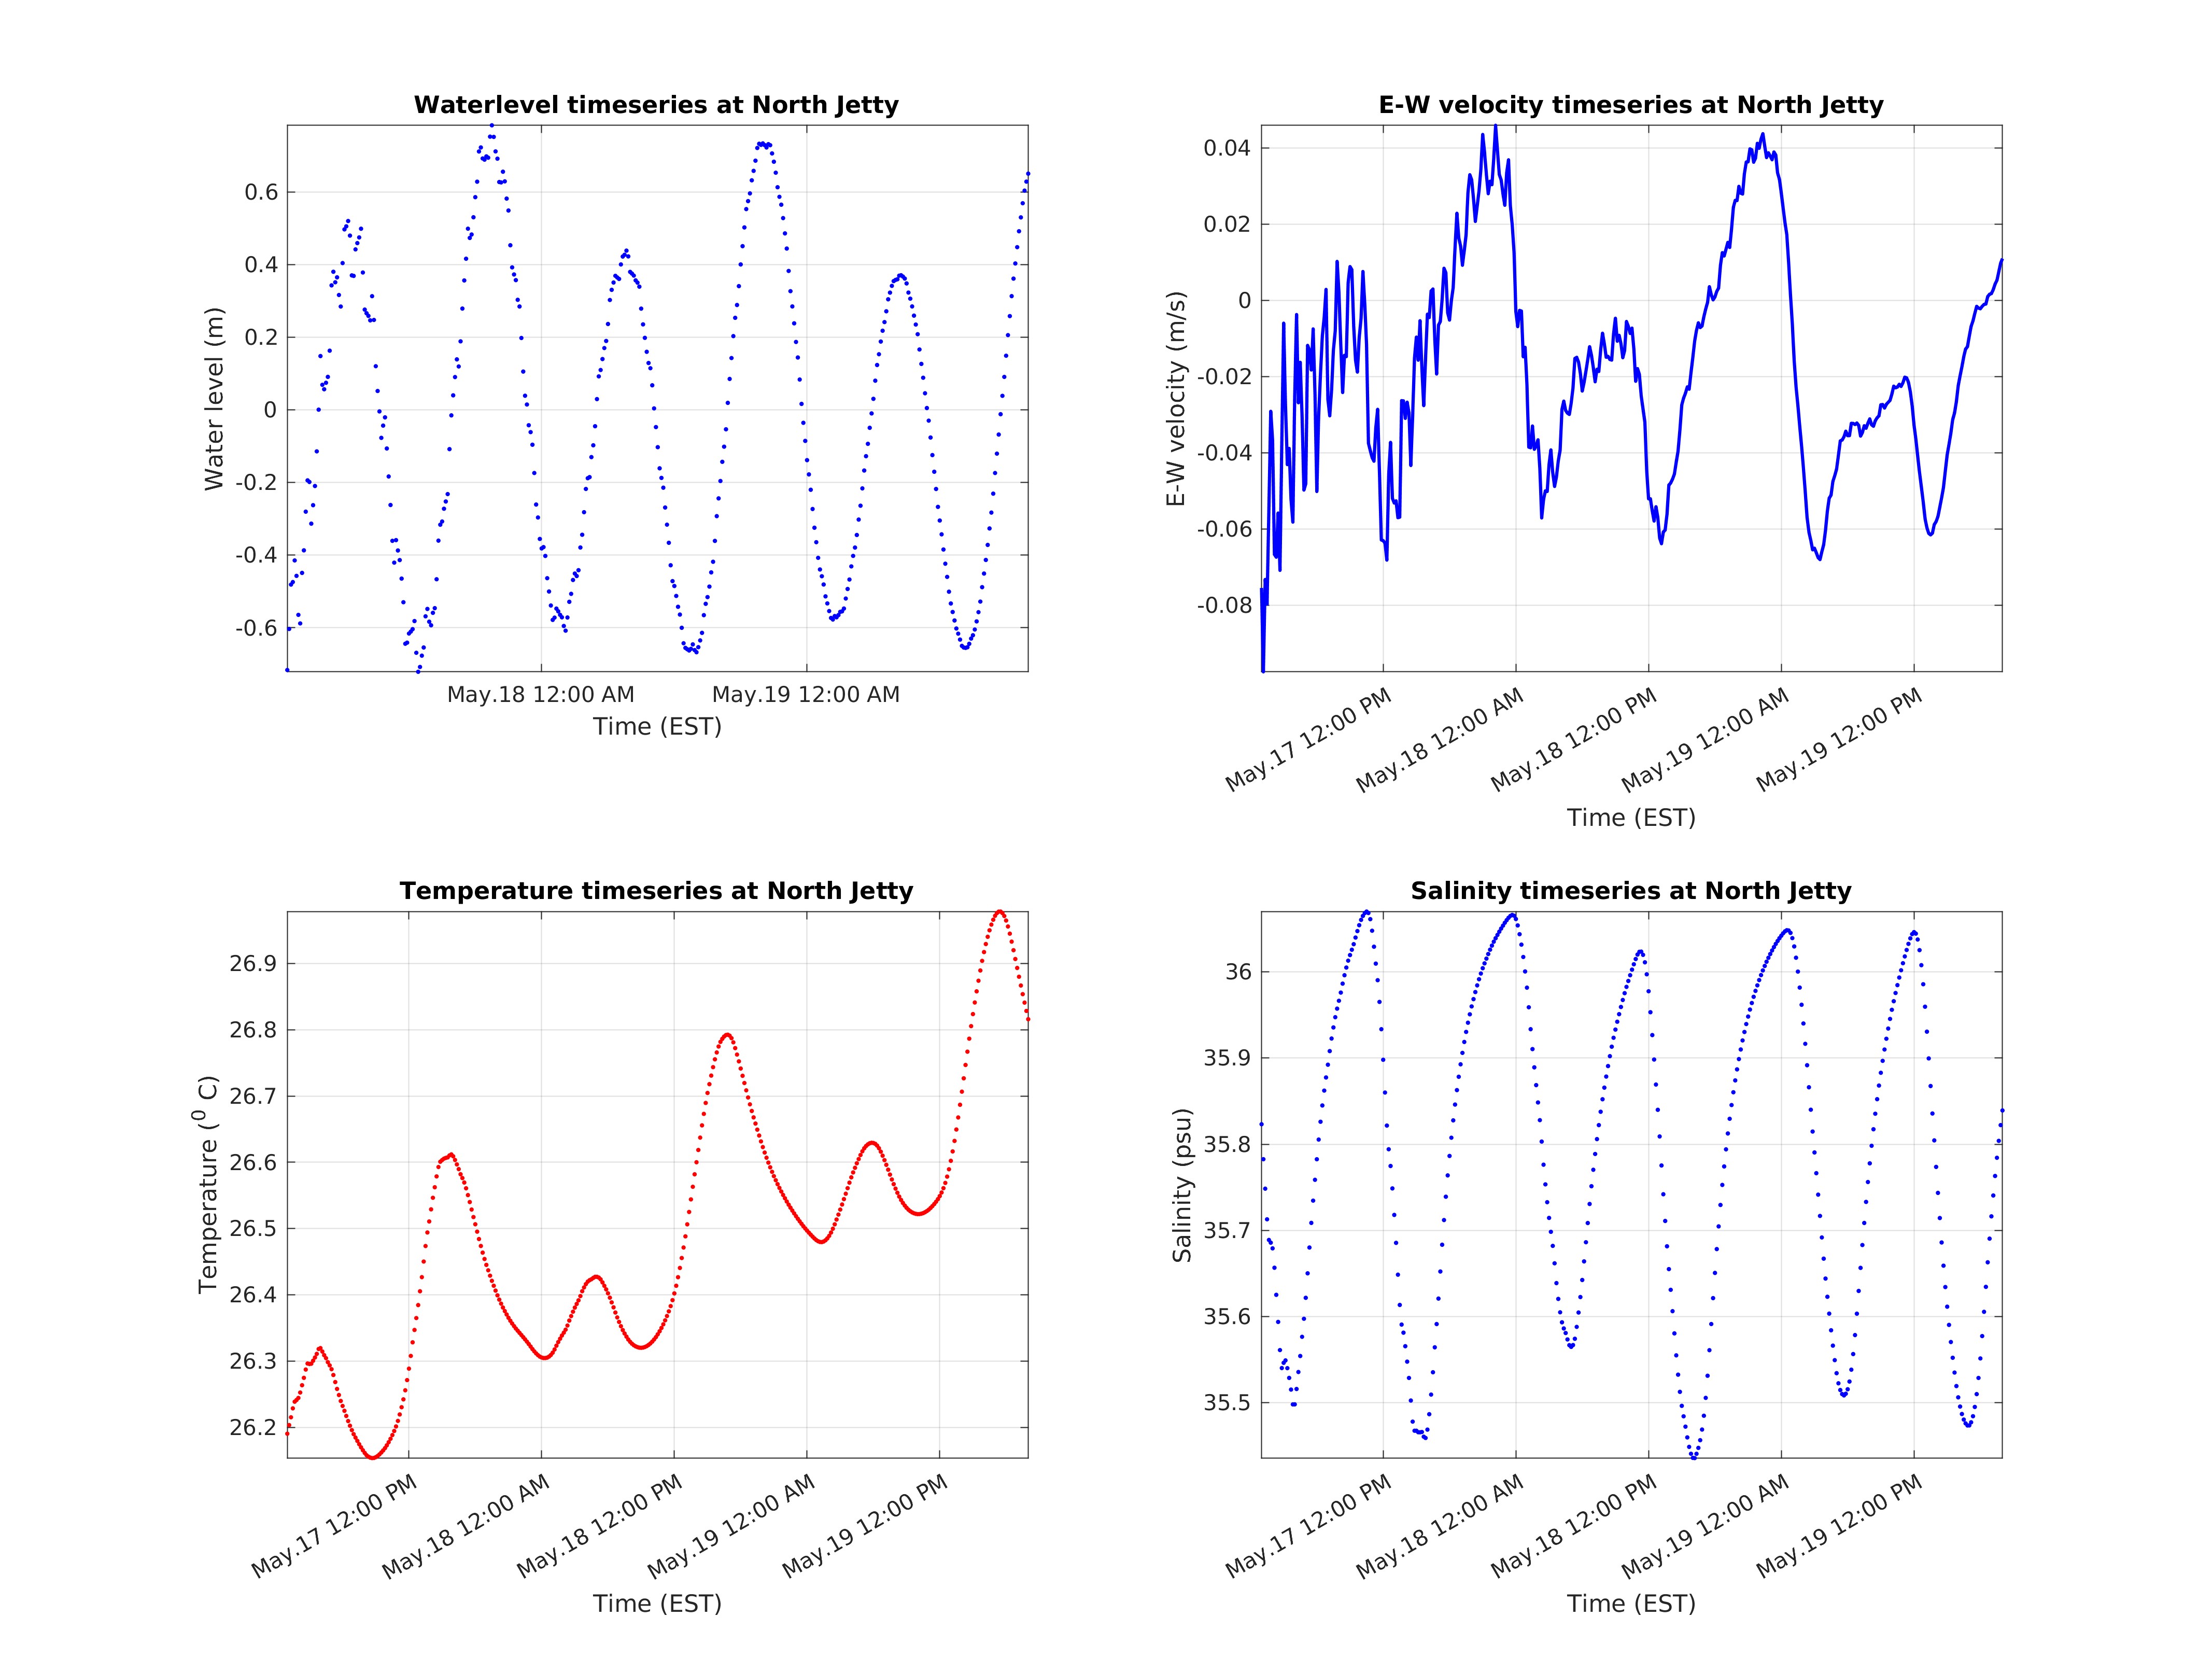 Waterlevel timeseries at North Jetty
0.6
0.4
0.2
0
-0.2
-0.4
-0.6
Water level (m)
May.18 12:00 AM
May.19 12:00 AM
Time (EST)
E-W velocity timeseries at North Jetty
0.04
0.02
0
-0.02
-0.04
-0.06
-0.08
E-W velocity (m/s)
May.17 12:00 PM
May.18 12:00 AM
May.18 12:00 PM
May.19 12:00 AM
May.19 12:00 PM
Time (EST)
Temperature timeseries at North Jetty
26.9
26.8
26.7
26.6
26.5
26.4
26.3
26.2
Temperature (⁰ C)
May.17 12:00 PM
May.18 12:00 AM
May.18 12:00 PM
May.19 12:00 AM
May.19 12:00 PM
Time (EST)
Salinity timeseries at North Jetty
36
35.9
35.8
35.7
35.6
35.5
Salinity (psu)
May.17 12:00 PM
May.18 12:00 AM
May.18 12:00 PM
May.19 12:00 AM
May.19 12:00 PM
Time (EST)